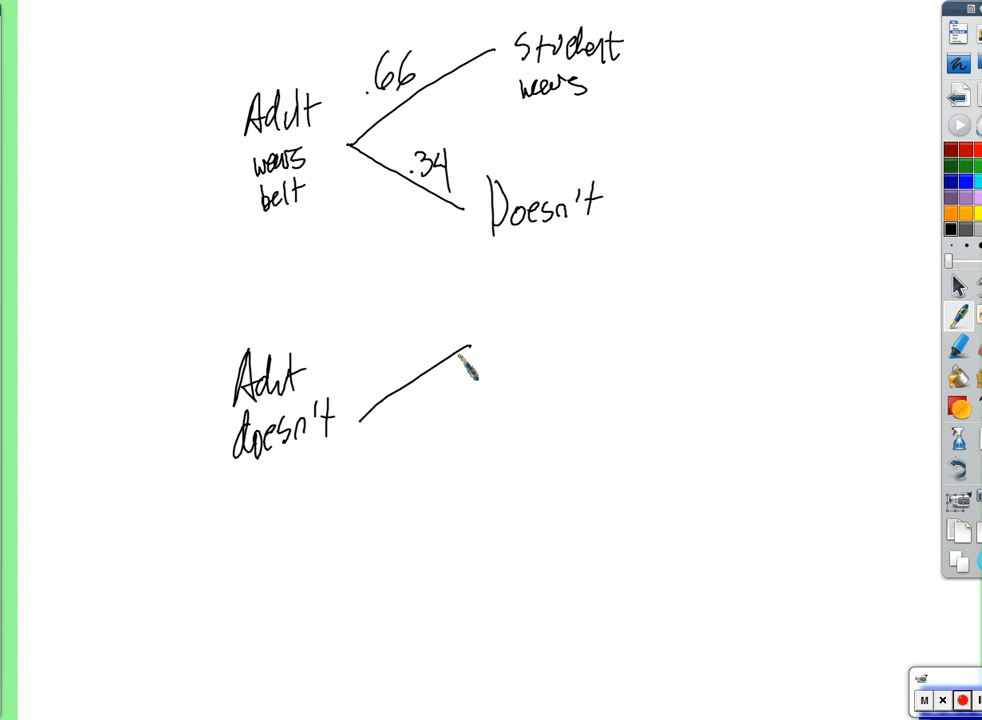 .66
Student
wears
Adult
wears
belt
.34
Doesn't
Adult
doesn't
M